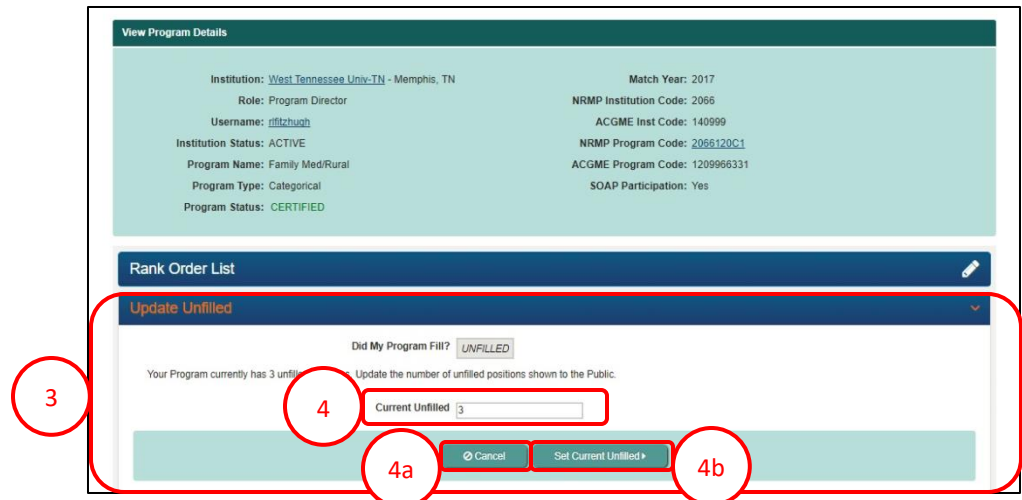 View Program Details
Institution: West Tennessee Univ-TN - Memphis, TN
Match Year: 2017
Role: Program Director
NRMP Institution Code: 2066
Username: rlfitzhugh
ACGME Inst Code: 140999
Institution Status: ACTIVE
NRMP Program Code: 2066120C1
Program Name: Family Med/Rural
ACGME Program Code: 1209966331
Program Type: Categorical
SOAP Participation: Yes
Program Status: CERTIFIED
Rank Order List
Update Unfilled
Did My Program Fill? UNFILLED
Your Program currently has 3 Update the number of unfilled positions shown to the Public.
3
4
Current Unfilled 3
Cancel
Set Current Unfilled
4a
4b